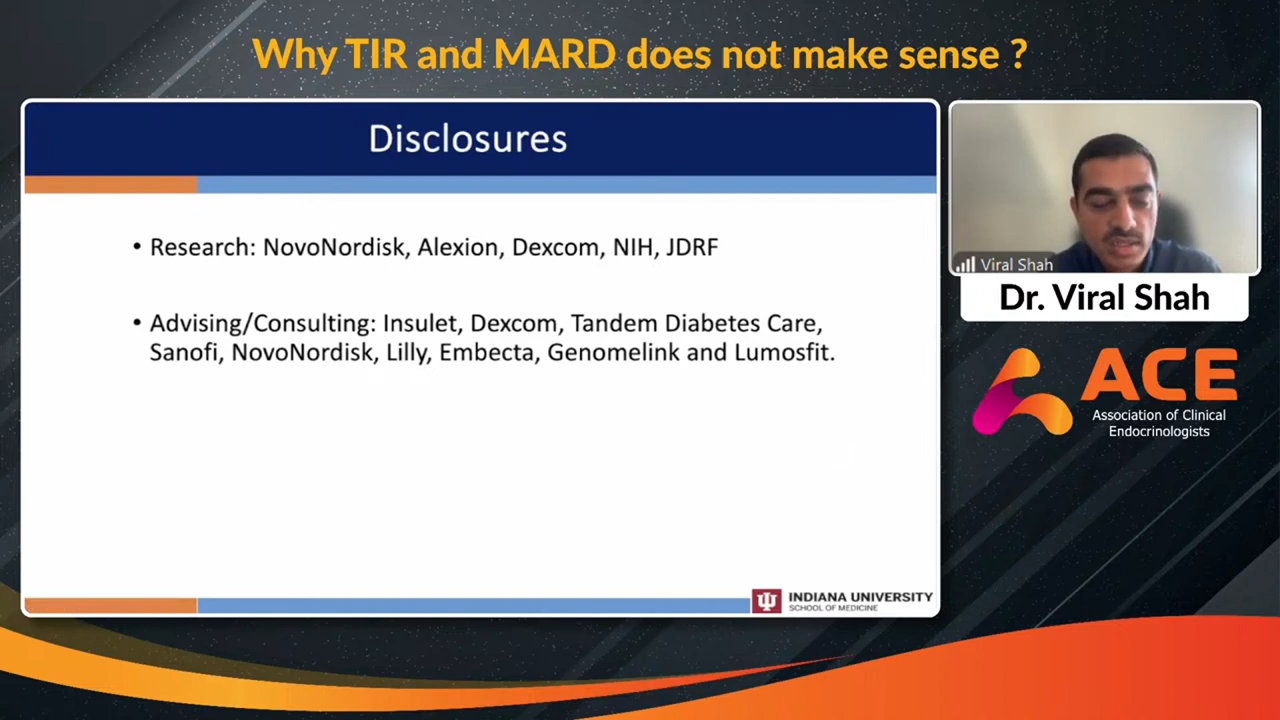 Why TIR and MARD does not make sense ?
Disclosures
• Research: NovoNordisk, Alexion, Dexcom, NIH, JDRF
• Advising/Consulting: Insulet, Dexcom, Tandem Diabetes Care,
Sanofi, NovoNordisk, Lilly, Embecta, Genomelink and Lumosfit.
INDIANA UNIVERSITY
SCHOOL OF MEDICINE
Viral Shah
Dr. Viral Shah
ACE
Association of Clinical
Endocrinologists